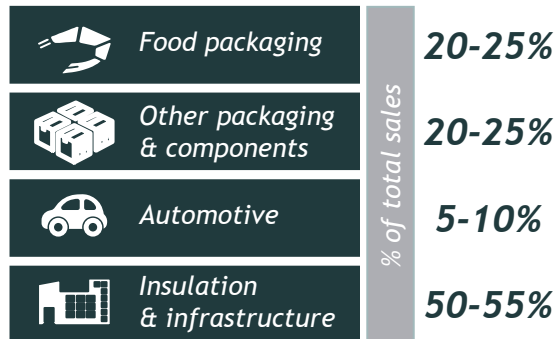 Food packaging
20-25%
Other packaging
& components
20-25%
Automotive
5-10%
Insulation
& infrastructure
50-55%
% of total sales